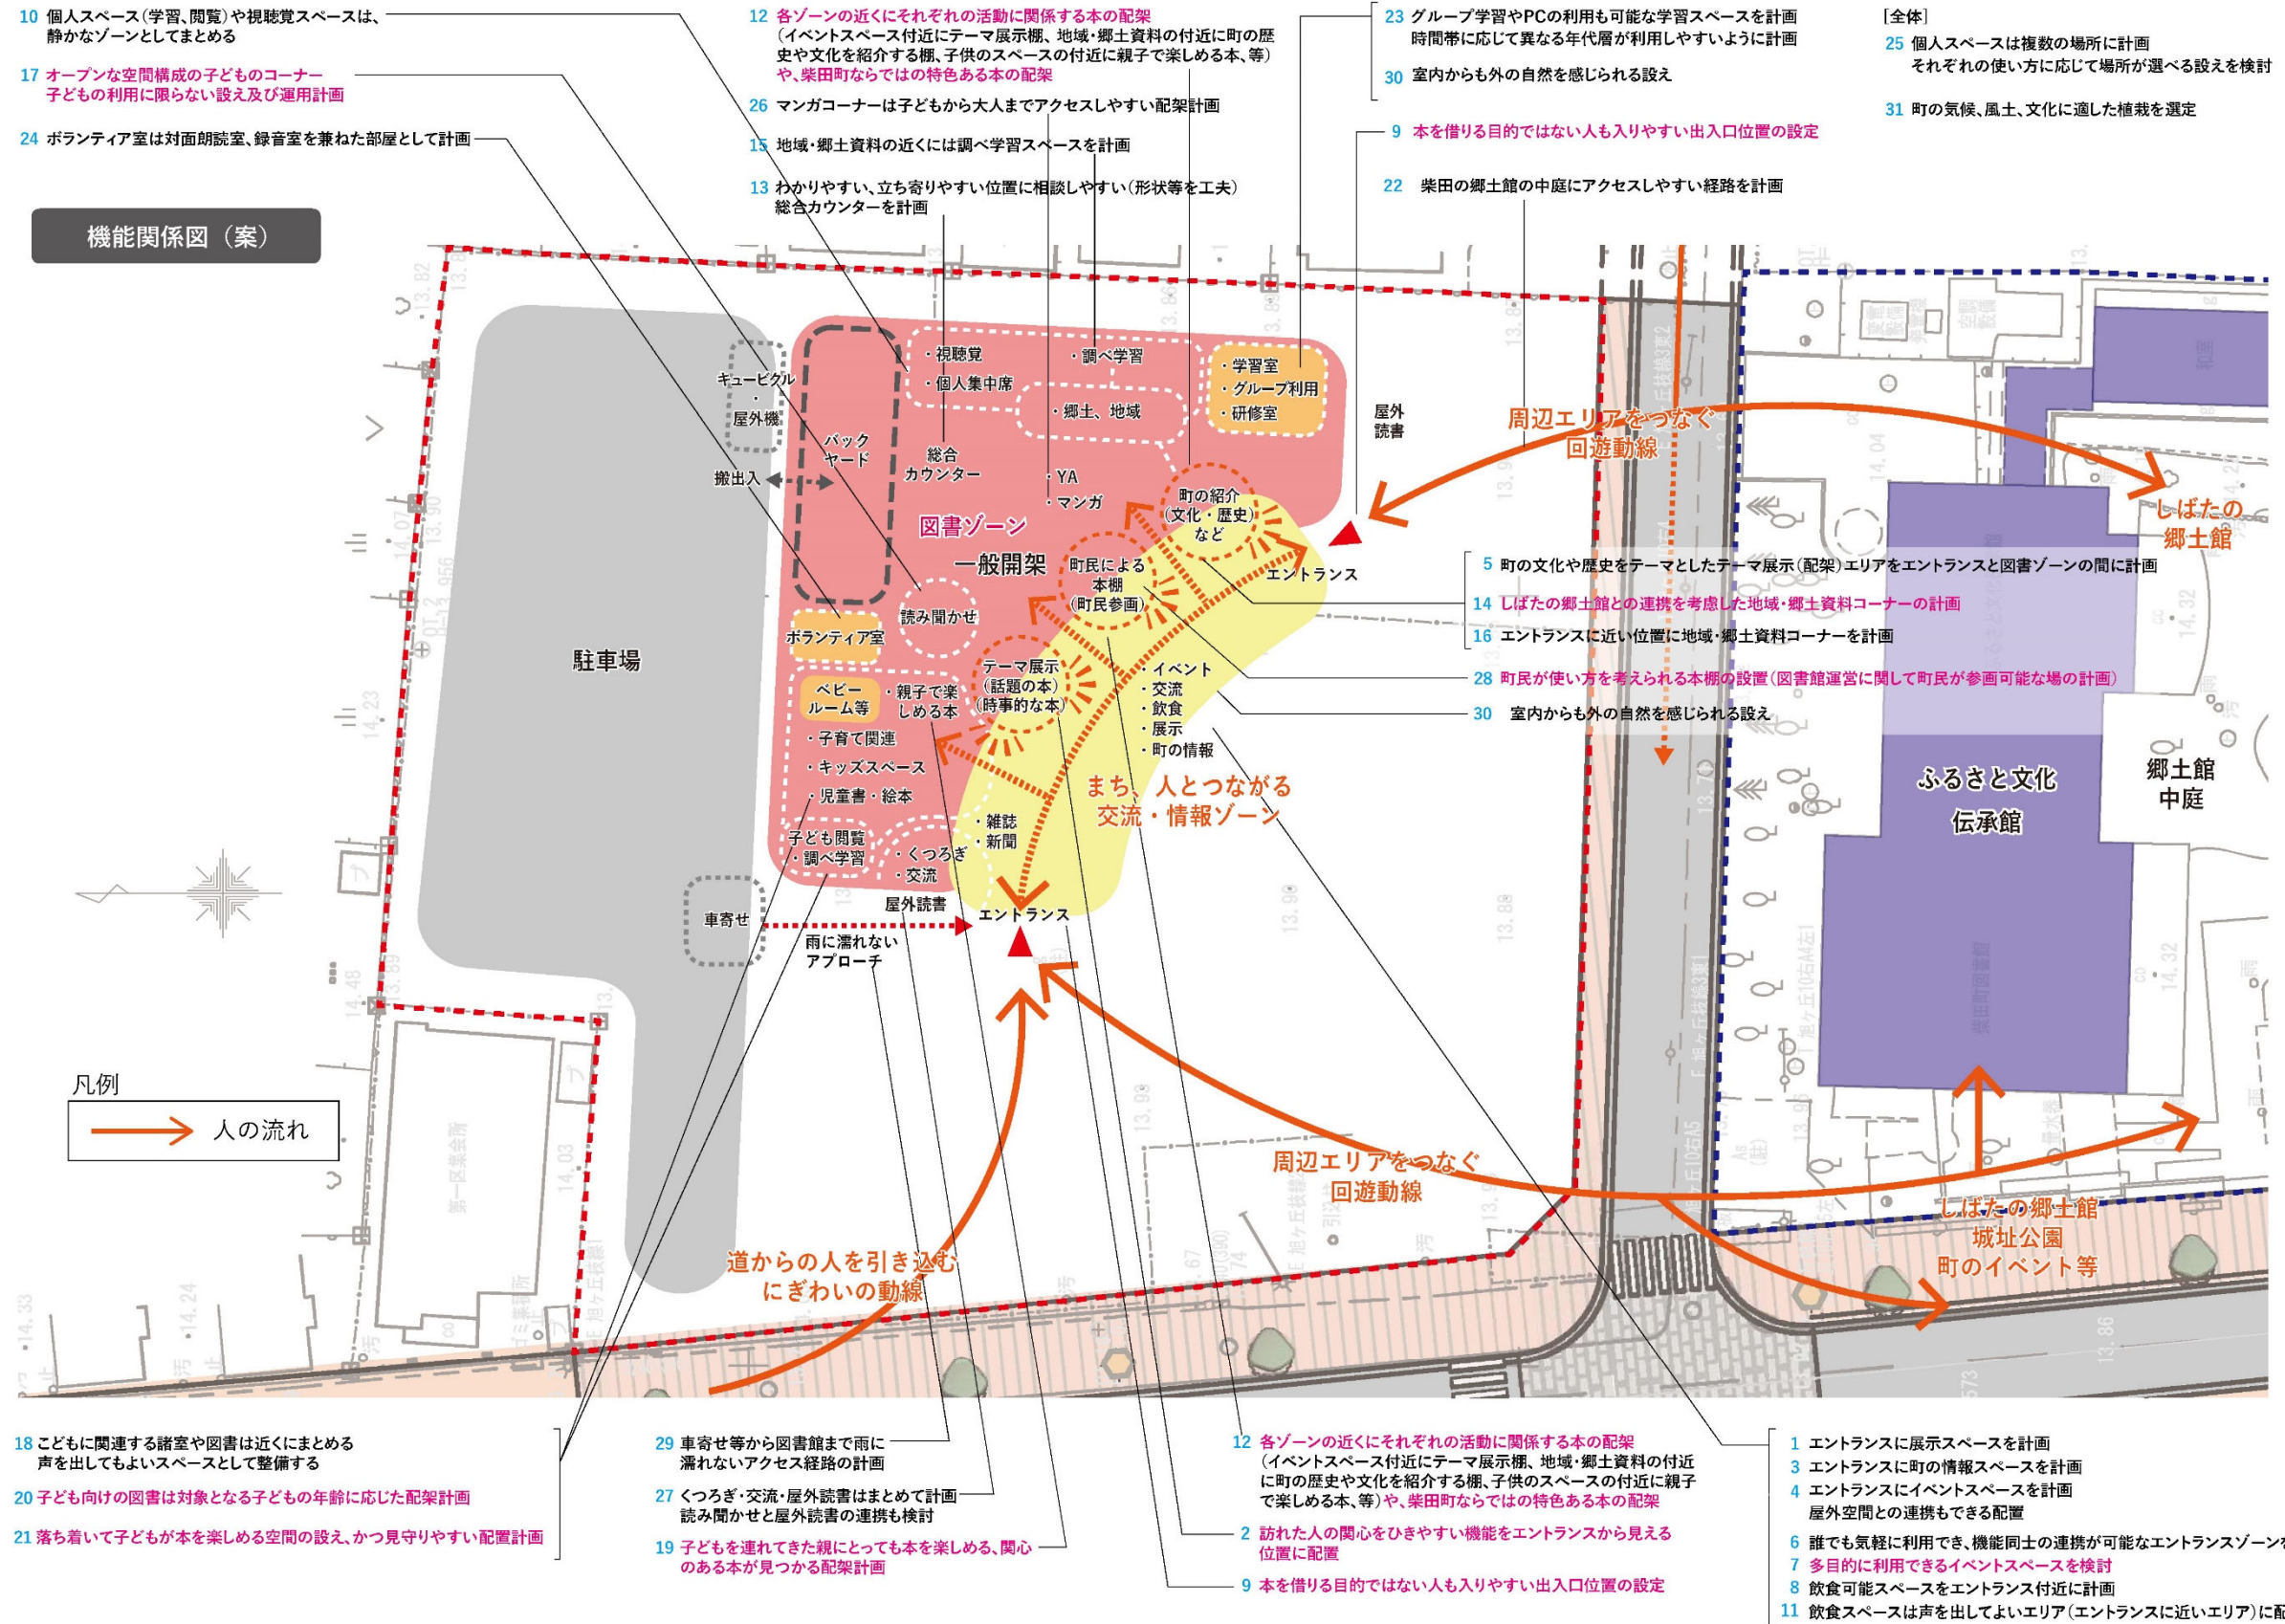 10 個人スペース（学習、閲覧）や視聴覚スペースは、
静かなゾーンとしてまとめる
17 オープンな空間構成の子どものコーナー
子どもの利用に限らない設え及び運用計画
24 ボランティア室は対面朗読室、録音室を兼ねた部屋として計画
機能関係図（案）
12 各ゾーンの近くにそれぞれの活動に関係する本の配架
（イベントスペース付近にテーマ展示棚、地域・郷土資料の付近に町の歴
史や文化を紹介する棚、子供のスペースの付近に親子で楽しめる本、等）
や、柴田町ならではの特色ある本の配架
26 マンガコーナーは子どもから大人までアクセスしやすい配架計画
15 地域・郷土資料の近くには調べ学習スペースを計画
13 わかりやすい、立ち寄りやすい位置に相談しやすい（形状等を工夫）
総合カウンターを計画
23 グループ学習やPCの利用も可能な学習スペースを計画
時間帯に応じて異なる年代層が利用しやすいように計画
30 室内からも外の自然を感じられる設え
9 本を借りる目的ではない人も入りやすい出入口位置の設定
22 柴田の郷土館の中庭にアクセスしやすい経路を計画
［全体］
25 個人スペースは複数の場所に計画
それぞれの使い方に応じて場所が選べる設えを検討
31 町の気候、風土、文化に適した植栽を選定
キュービクル
・
屋外機
搬出入
バック
ヤード
・視聴覚
・個人集中席
・調べ学習
・郷土、地域
・学習室
・グループ利用
・研修室
屋外
読書
総合
カウンター
・YA
・マンガ
図書ゾーン
一般開架
町の紹介
（文化・歴史）
など
町民による
本棚
（町民参画）
エントランス
読み聞かせ
ボランティア室
テーマ展示
（話題の本）
（時事的な本）
・イベント
・交流
・飲食
・展示
・町の情報
ベビー
ルーム等
・親子で楽
しめる本
・子育て関連
・キッズスペース
・児童書・絵本
子ども閲覧
・調べ学習
・くつろぎ
・交流
・雑誌
・新聞
まち、人とつながる
交流・情報ゾーン
駐車場
車寄せ
屋外読書
エントランス
雨に濡れない
アプローチ
周辺エリアをつなぐ
回遊動線
しばたの
郷土館
5 町の文化や歴史をテーマとしたテーマ展示（配架）エリアをエントランスと図書ゾーンの間に計画
14 しばたの郷土館との連携を考慮した地域・郷土資料コーナーの計画
16 エントランスに近い位置に地域・郷土資料コーナーを計画
28 町民が使い方を考えられる本棚の設置（図書館運営に関して町民が参画可能な場の計画）
30 室内からも外の自然を感じられる設え
ふるさと文化
伝承館
郷土館
中庭
柴田町図書館
第一区集会所
凡例
人の流れ
周辺エリアをつなぐ
回遊動線
道からの人を引き込む
にぎわいの動線
しばたの郷土館
城址公園
町のイベント等
18 こどもに関連する諸室や図書は近くにまとめる
声を出してもよいスペースとして整備する
20 子ども向けの図書は対象となる子どもの年齢に応じた配架計画
21 落ち着いて子どもが本を楽しめる空間の設え、かつ見守りやすい配置計画
29 車寄せ等から図書館まで雨に
濡れないアクセス経路の計画
27 くつろぎ・交流・屋外読書はまとめて計画
読み聞かせと屋外読書の連携も検討
19 子どもを連れてきた親にとっても本を楽しめる、関心
のある本が見つかる配架計画
12 各ゾーンの近くにそれぞれの活動に関係する本の配架
（イベントスペース付近にテーマ展示棚、地域・郷土資料の付近
に町の歴史や文化を紹介する棚、子供のスペースの付近に親子
で楽しめる本、等）や、柴田町ならではの特色ある本の配架
2 訪れた人の関心をひきやすい機能をエントランスから見える
位置に配置
9 本を借りる目的ではない人も入りやすい出入口位置の設定
1 エントランスに展示スペースを計画
3 エントランスに町の情報スペースを計画
4 エントランスにイベントスペースを計画
屋外空間との連携もできる配置
6 誰でも気軽に利用でき、機能同士の連携が可能なエントランスゾーン
7 多目的に利用できるイベントスペースを検討
8 飲食可能スペースをエントランス付近に計画
11 飲食スペースは声を出してよいエリア（エントランスに近いエリア）に